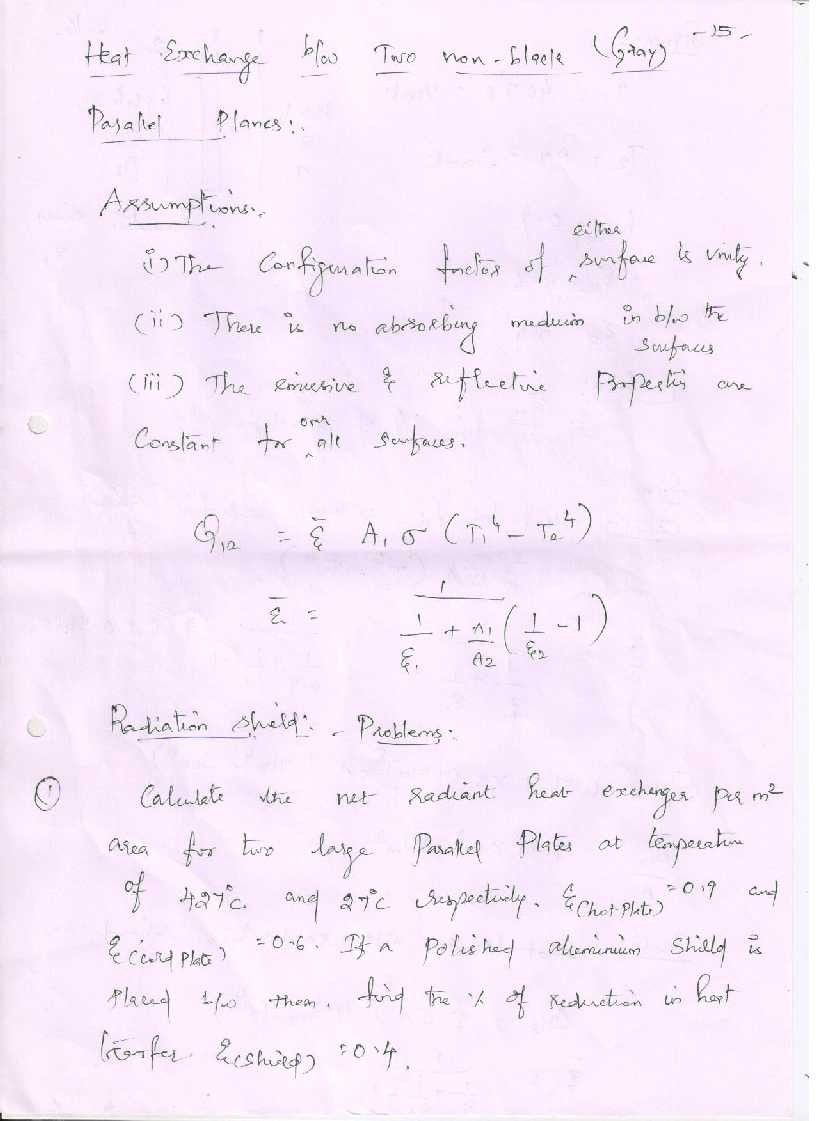 -25-
Heat Exchange b/w Two non-black (Gray)
Parallel Planes:.
Assumptions:.
i) The Configuration factor of either surface is unity.
(ii) There is no absorbing medium in b/w the
surfaces
(iii) The emissive & reflective Properties are
Constant for over all surfaces.
Q₁₂ = ε̄ A₁ σ (T₁⁴ - T₂⁴)
ε̄ = 1 / (1/ε₁ + A₁/A₂ (1/ε₂ - 1))
Radiation shield: - Problems:.
① Calculate the net radiant heat exchanger per m²
area for two large Parallel Plates at temperature
of 427°c. and 27°c respectively. ε(hot plate) = 0.9 and
ε(cold plate) = 0.6. If a Polished aluminium Shield is
Placed b/w them. find the % of reduction in heat
transfer. ε(shield) = 0.4.